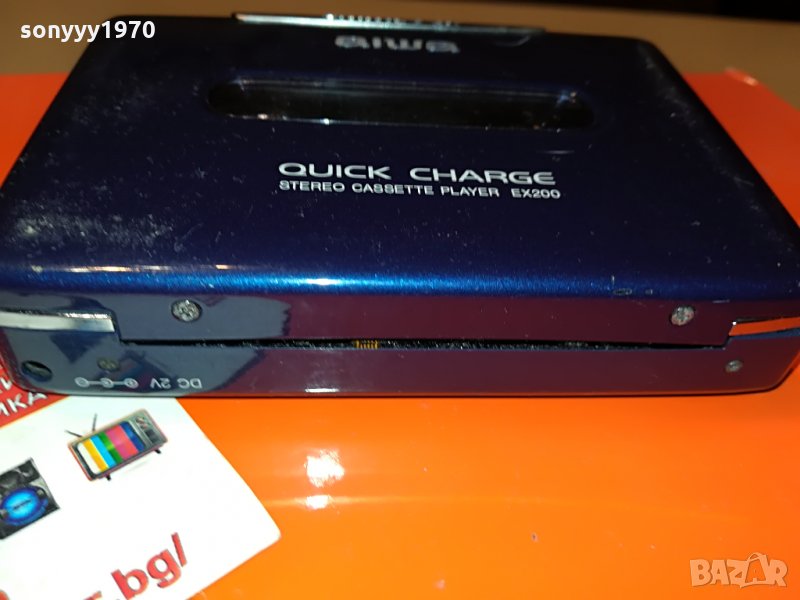 sonyyy1970
aiwa
QUICK CHARGE
STEREO CASSETTE PLAYER EX200
DC 2V
.bg/
BAZAR